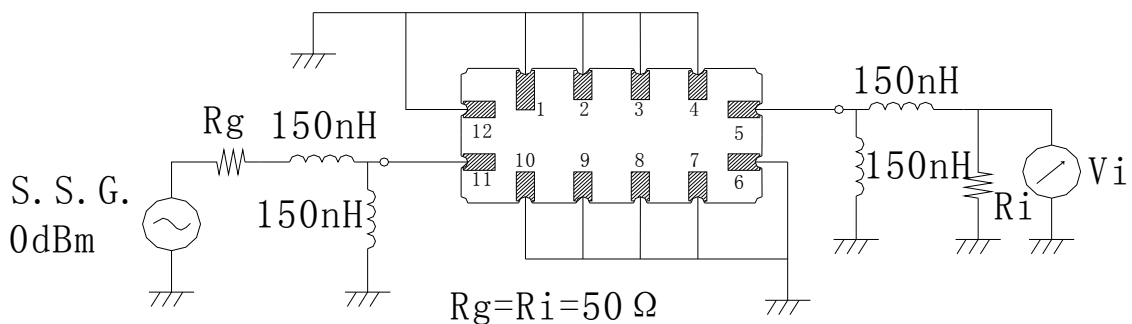 150nH
1
2
3
4
5
12
Rg
150nH
150nH
Vi
11
10
9
8
7
6
S.S.G.
0dBm
150nH
Ri
Rg=Ri=50Ω